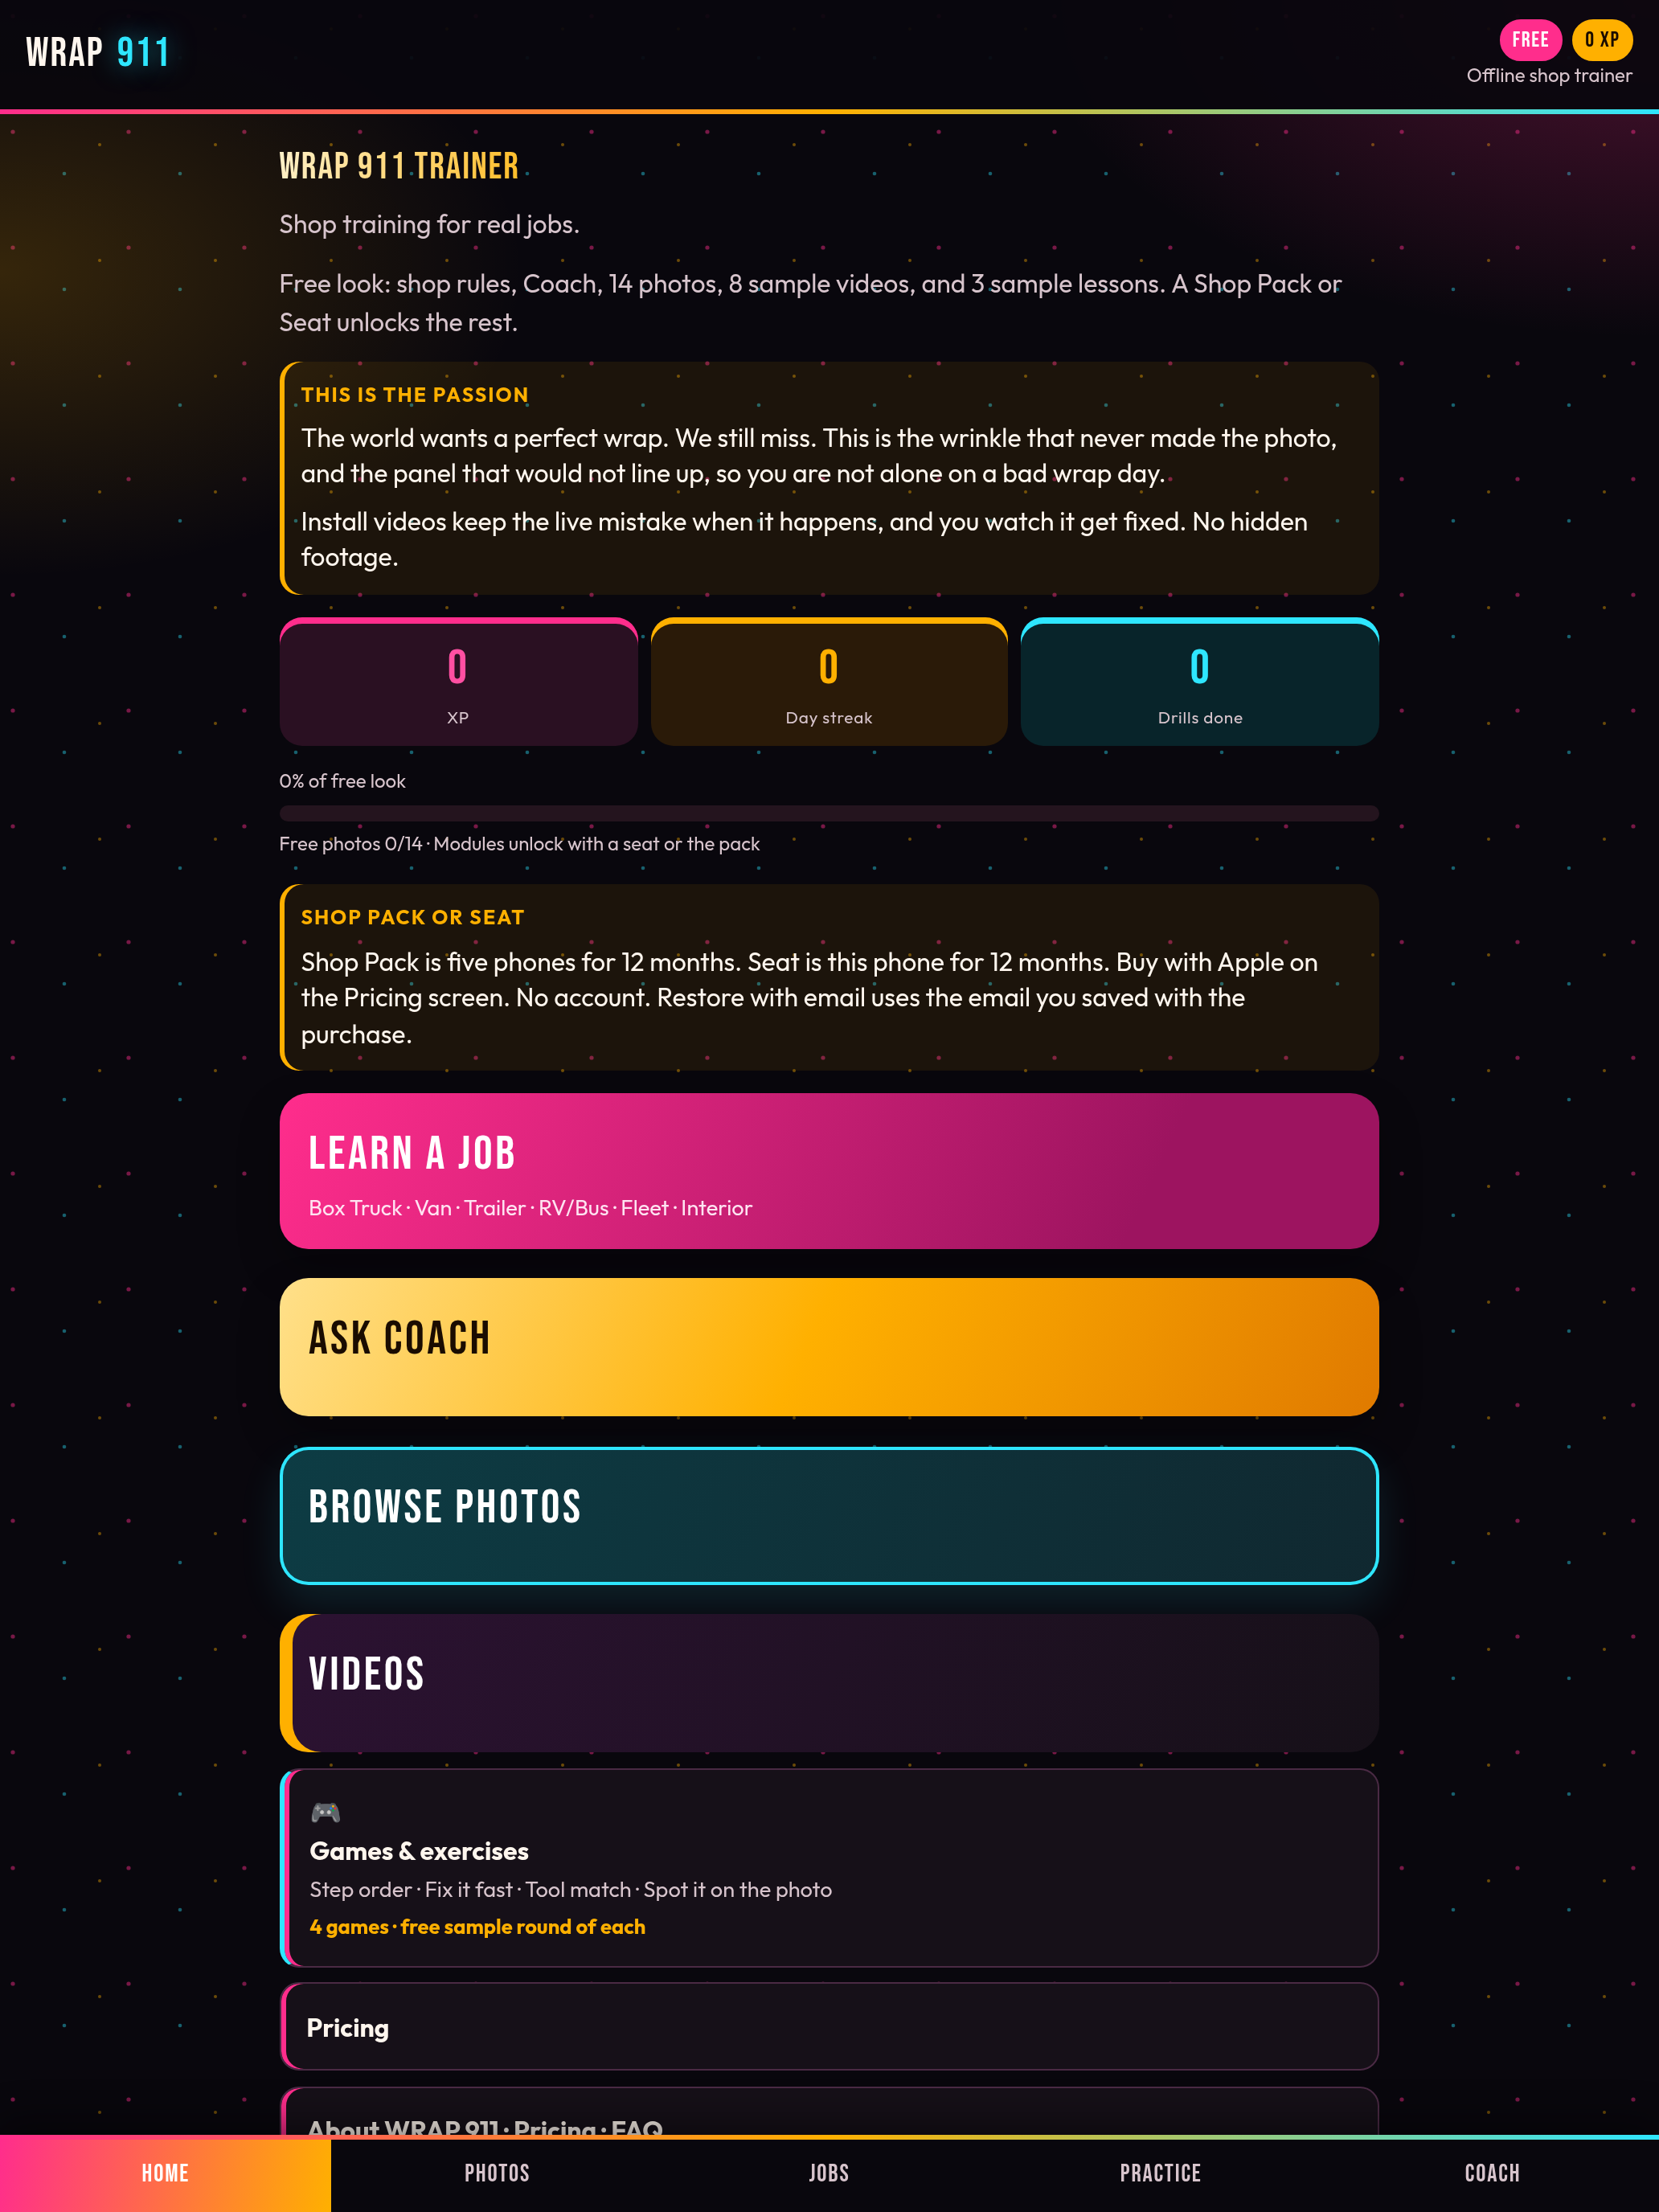 WRAP 911
FREE
0 XP
Offline shop trainer
WRAP 911 TRAINER
Shop training for real jobs.
Free look: shop rules, Coach, 14 photos, 8 sample videos, and 3 sample lessons. A Shop Pack or
Seat unlocks the rest.
THIS IS THE PASSION
The world wants a perfect wrap. We still miss. This is the wrinkle that never made the photo,
and the panel that would not line up, so you are not alone on a bad wrap day.
Install videos keep the live mistake when it happens, and you watch it get fixed. No hidden
footage.
0
XP
0
Day streak
0
Drills done
0% of free look
Free photos 0/14 · Modules unlock with a seat or the pack
SHOP PACK OR SEAT
Shop Pack is five phones for 12 months. Seat is this phone for 12 months. Buy with Apple on
the Pricing screen. No account. Restore with email uses the email you saved with the
purchase.
LEARN A JOB
Box Truck · Van · Trailer · RV/Bus · Fleet · Interior
ASK COACH
BROWSE PHOTOS
VIDEOS
Games & exercises
Step order · Fix it fast · Tool match · Spot it on the photo
4 games · free sample round of each
Pricing
About WRAP 911 · Pricing · FAQ
HOME
PHOTOS
JOBS
PRACTICE
COACH